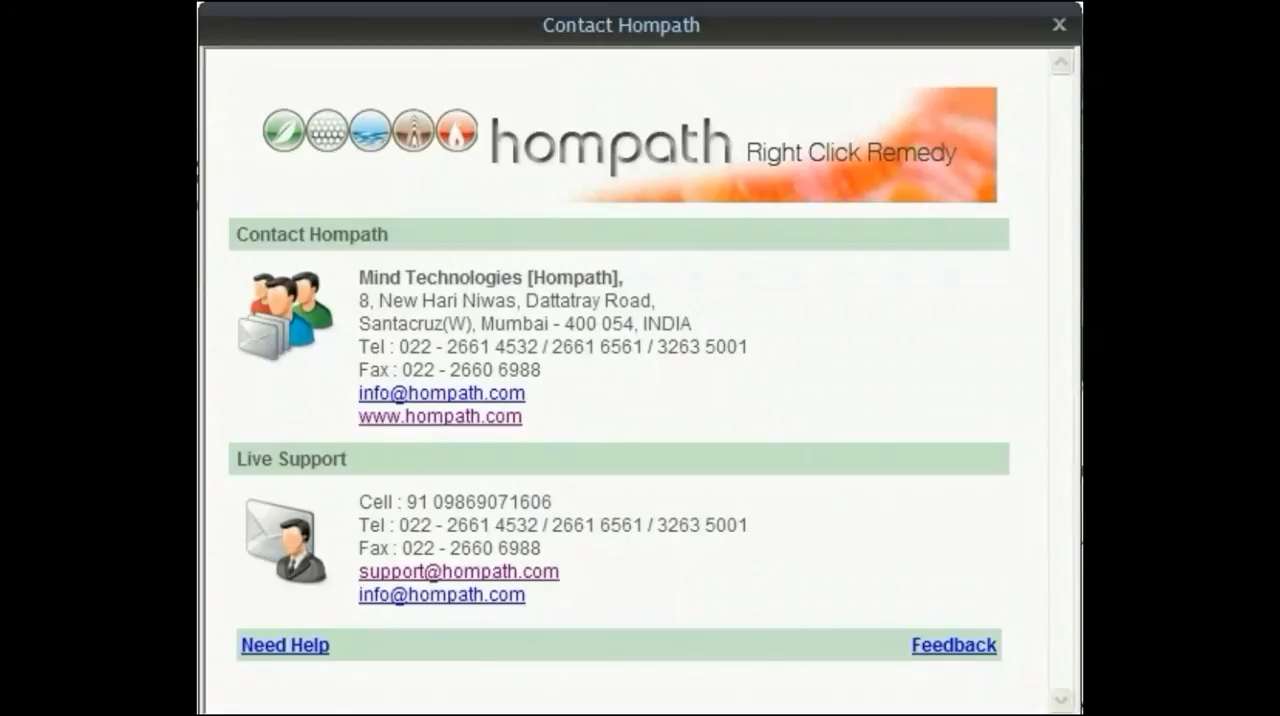 Contact Hompath
hompath Right Click Remedy
Contact Hompath
Mind Technologies [Hompath],
8, New Hari Niwas, Dattatray Road,
Santacruz(W), Mumbai - 400 054, INDIA
Tel : 022 - 2661 4532 / 2661 6561 / 3263 5001
Fax : 022 - 2660 6988
info@hompath.com
www.hompath.com
Live Support
Cell : 91 09869071606
Tel : 022 - 2661 4532 / 2661 6561 / 3263 5001
Fax : 022 - 2660 6988
support@hompath.com
info@hompath.com
Need Help Feedback